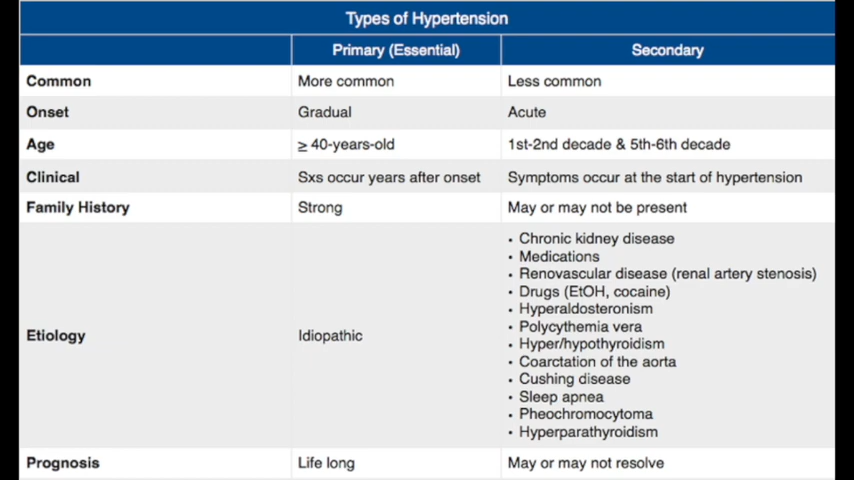 Types of Hypertension
Primary (Essential) Secondary
Common More common Less common
Onset Gradual Acute
Age ≥ 40-years-old 1st-2nd decade & 5th-6th decade
Clinical Sxs occur years after onset Symptoms occur at the start of hypertension
Family History Strong May or may not be present
Etiology Idiopathic
• Chronic kidney disease
• Medications
• Renovascular disease (renal artery stenosis)
• Drugs (EtOH, cocaine)
• Hyperaldosteronism
• Polycythemia vera
• Hyper/hypothyroidism
• Coarctation of the aorta
• Cushing disease
• Sleep apnea
• Pheochromocytoma
• Hyperparathyroidism
Prognosis Life long May or may not resolve